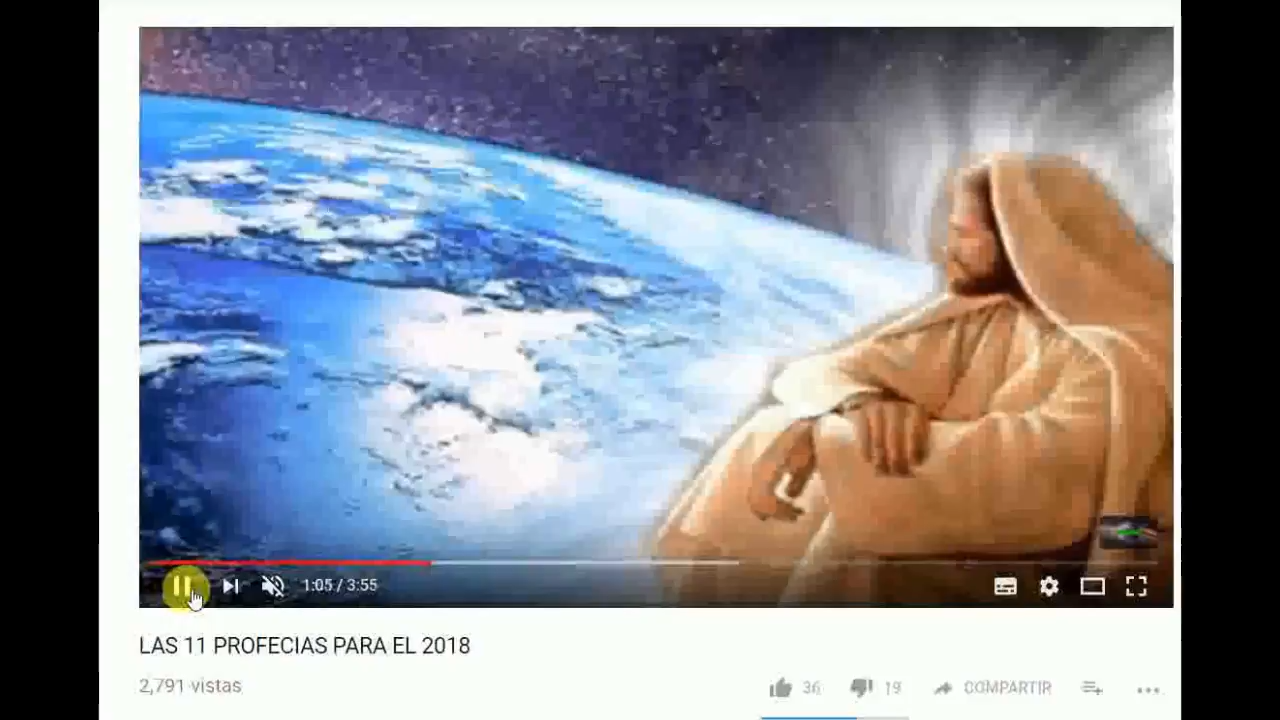 1:05 / 3:55
LAS 11 PROFECIAS PARA EL 2018
2,791 vistas
36 19 COMPARTIR